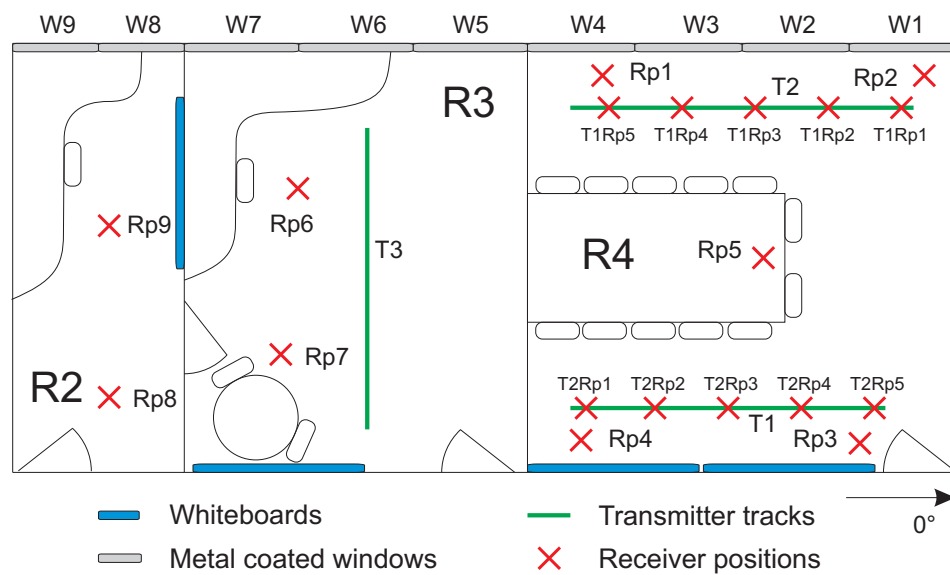 W9 W8 W7 W6 W5 W4 W3 W2 W1
Rp1 Rp2
T2
R3
T1Rp5 T1Rp4 T1Rp3 T1Rp2 T1Rp1
Rp9 Rp6
T3 R4 Rp5
Rp7
R2 Rp8
T2Rp1 T2Rp2 T2Rp3 T2Rp4 T2Rp5
T1
Rp4 Rp3
Whiteboards Transmitter tracks 0°
Metal coated windows Receiver positions